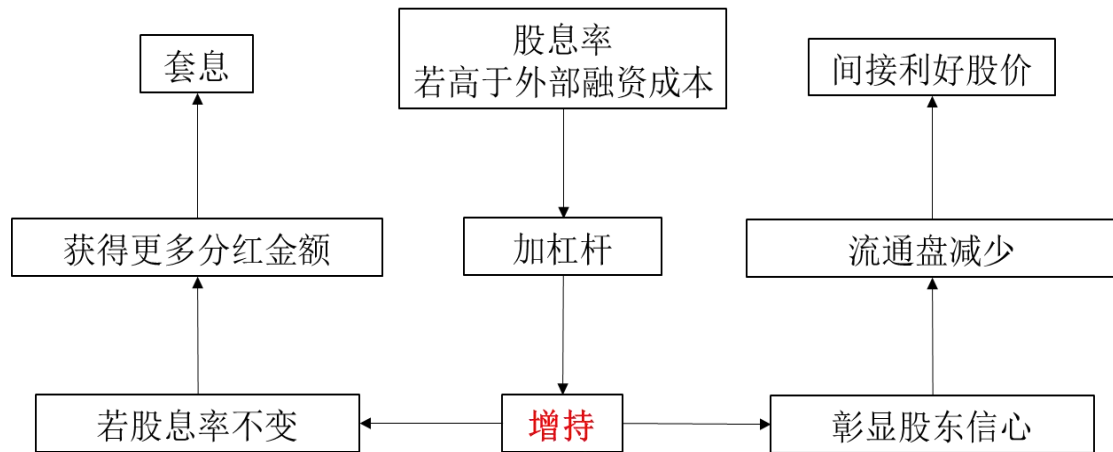 套息
股息率
若高于外部融资成本
间接利好股价
获得更多分红金额
加杠杆
流通盘减少
若股息率不变
增持
彰显股东信心